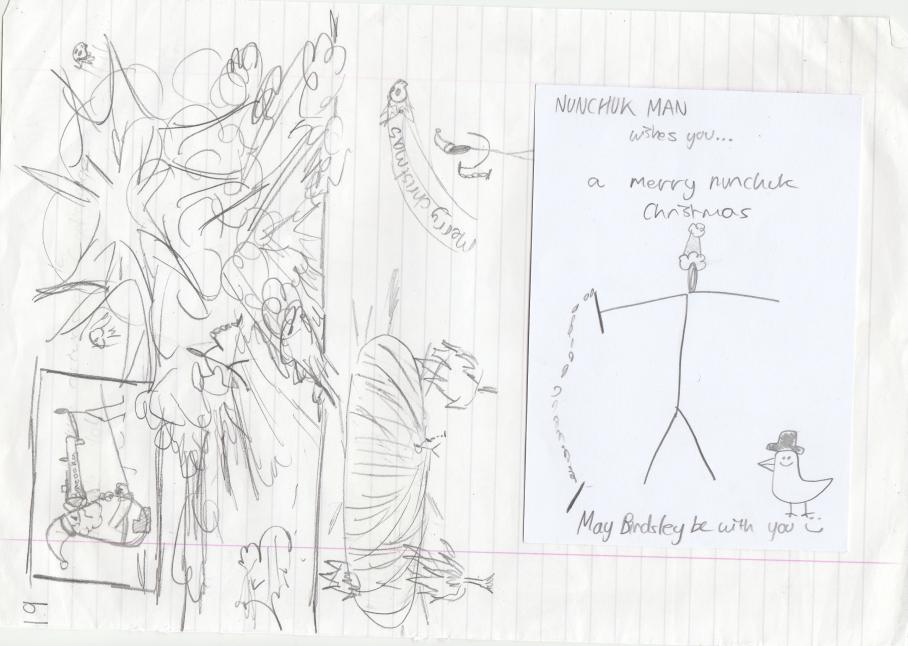 NUNCHUK MAN
wishes you...
a merry nunchuk
Christmas
May Birdsley be with you
Merry christmas
19